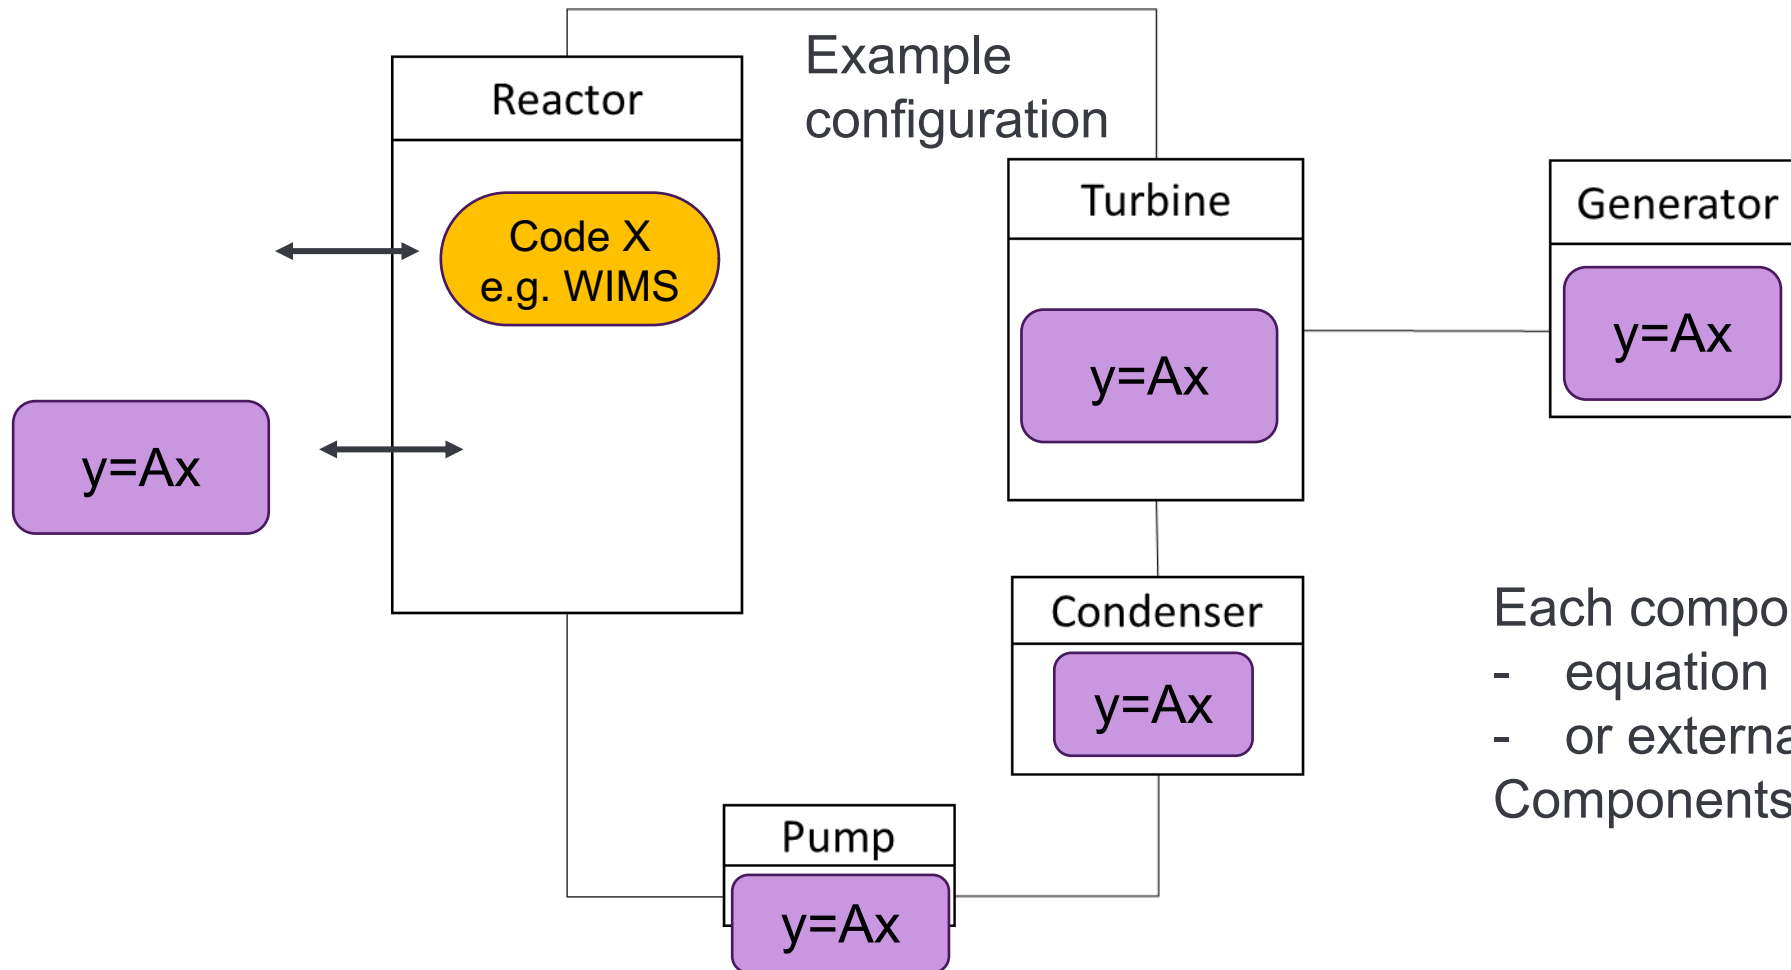 Example
configuration
Reactor
Code X
e.g. WIMS
Turbine
y=Ax
Generator
y=Ax
y=Ax
Condenser
y=Ax
Pump
y=Ax
Each compo
- equation
- or externa
Components